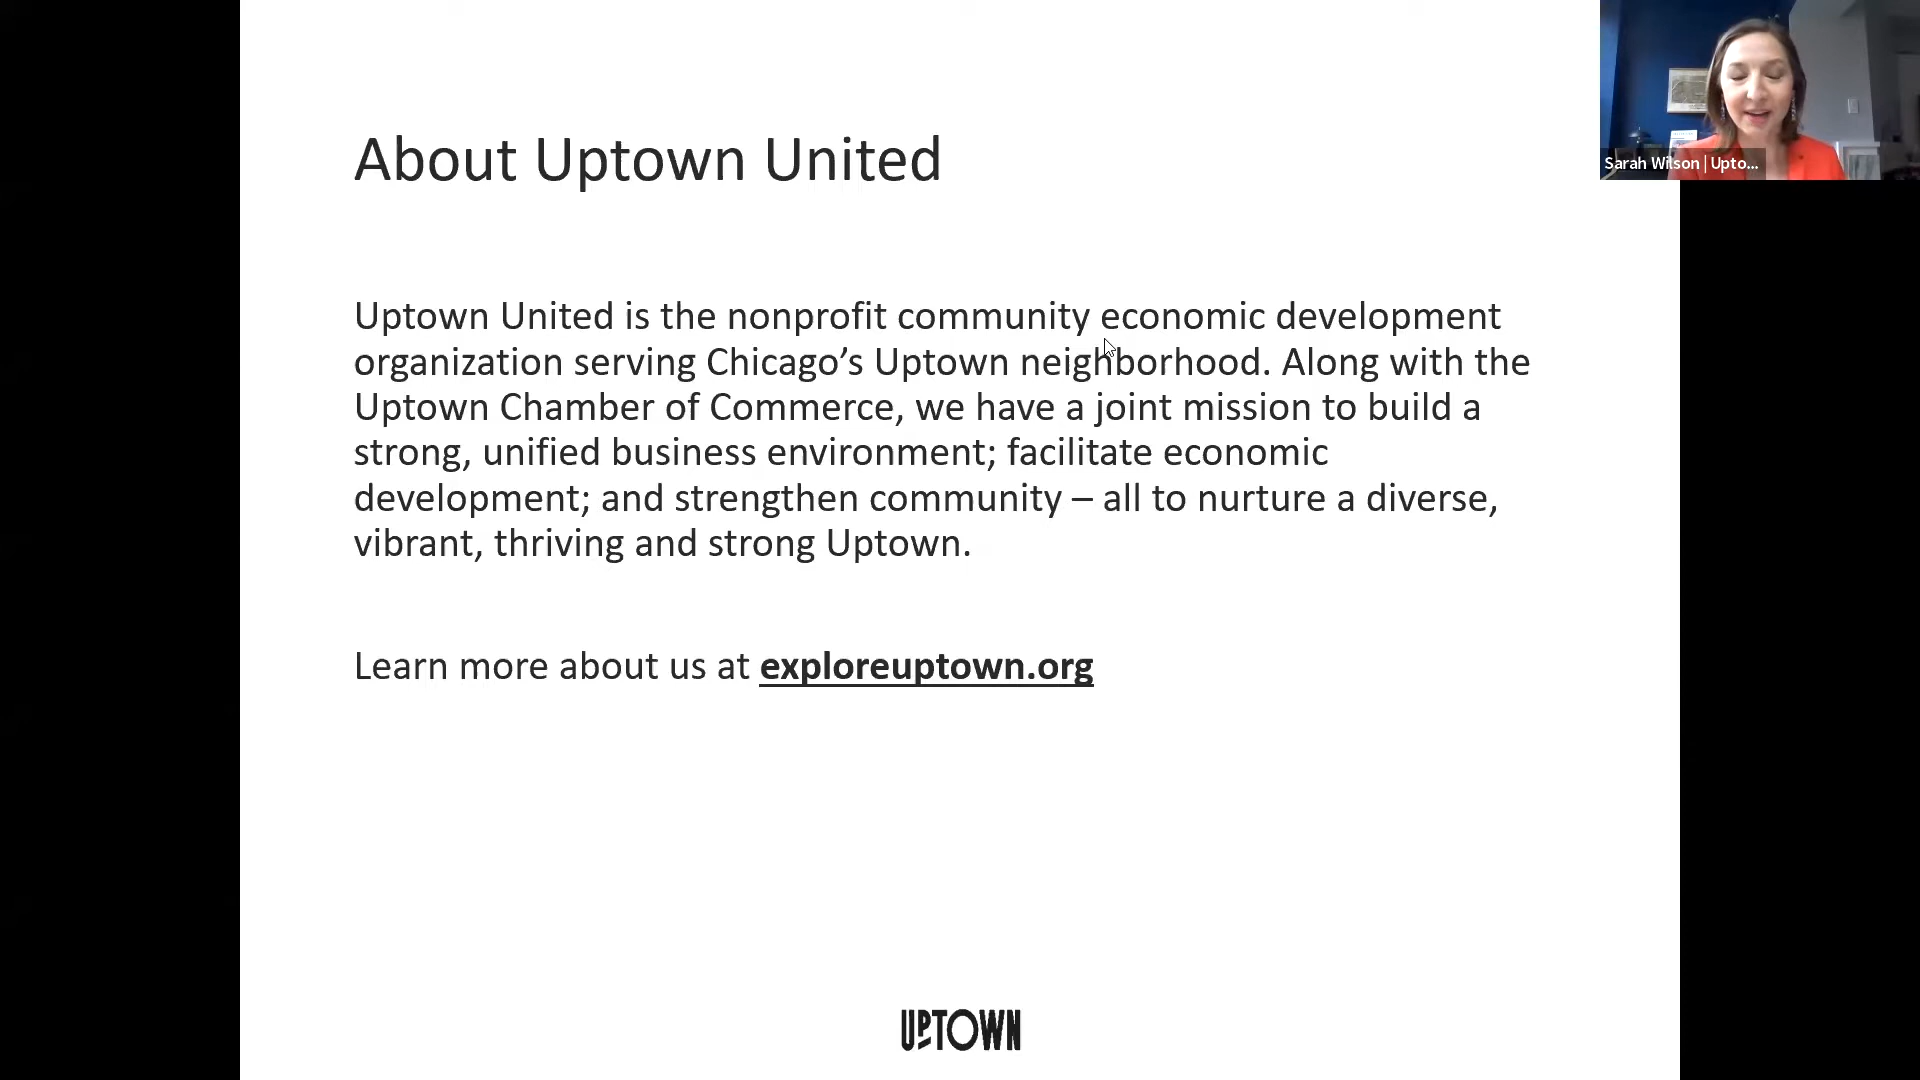 About Uptown United
Sarah Wilson | Upto...
Uptown United is the nonprofit community economic development
organization serving Chicago’s Uptown neighborhood. Along with the
Uptown Chamber of Commerce, we have a joint mission to build a
strong, unified business environment; facilitate economic
development; and strengthen community – all to nurture a diverse,
vibrant, thriving and strong Uptown.
Learn more about us at exploreuptown.org
UPTOWN